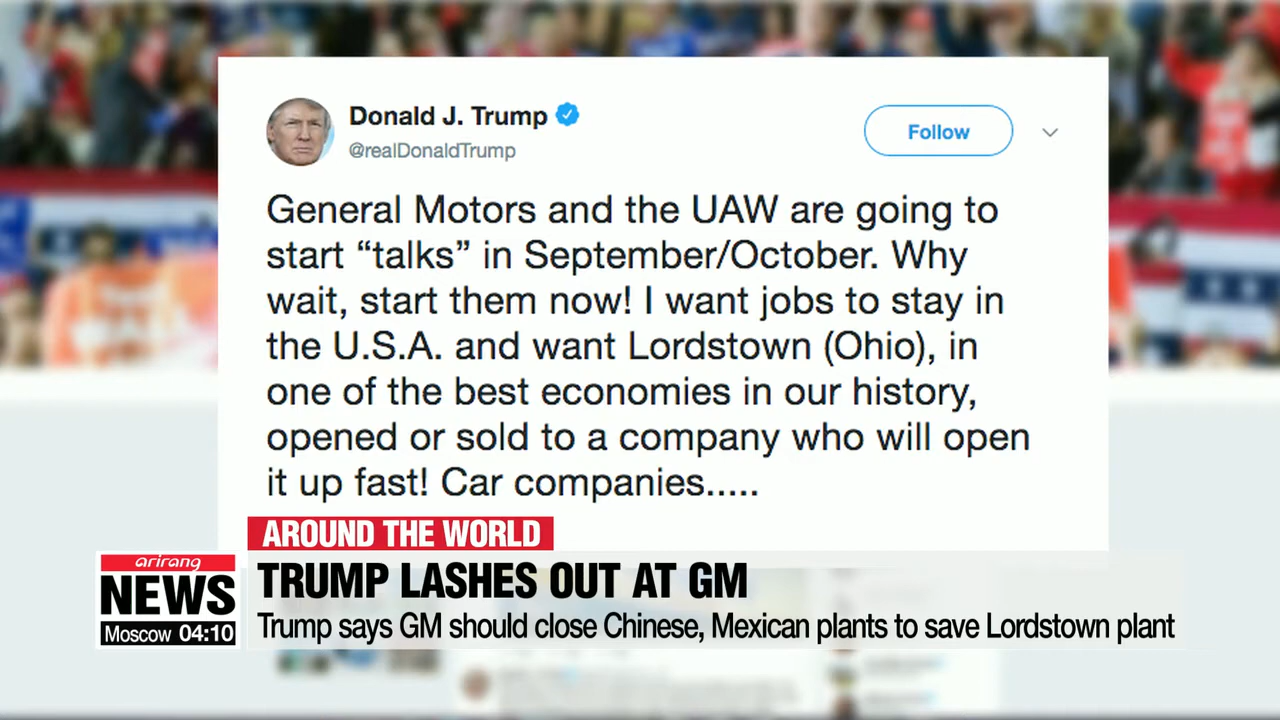 Donald J. Trump
@realDonaldTrump
Follow
General Motors and the UAW are going to
start “talks” in September/October. Why
wait, start them now! I want jobs to stay in
the U.S.A. and want Lordstown (Ohio), in
one of the best economies in our history,
opened or sold to a company who will open
it up fast! Car companies.....
AROUND THE WORLD
arirang
NEWS
Moscow 04:10
TRUMP LASHES OUT AT GM
Trump says GM should close Chinese, Mexican plants to save Lordstown plant